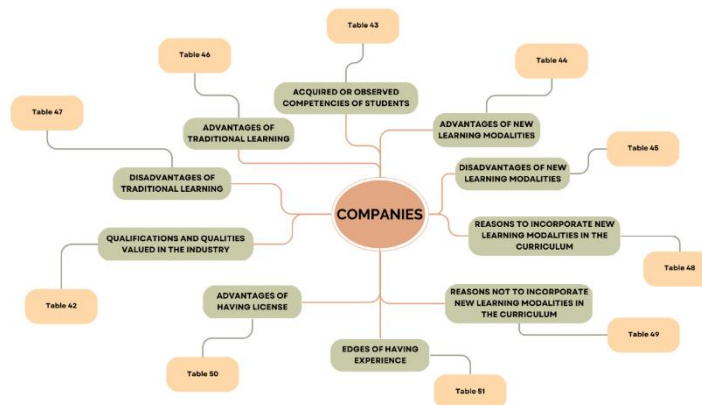 Table 43
Table 46
Table 44
ACQUIRED OR OBSERVED
COMPETENCIES OF STUDENTS
Table 47
ADVANTAGES OF
TRADITIONAL LEARNING
ADVANTAGES OF NEW
LEARNING MODALITIES
Table 45
DISADVANTAGES OF
TRADITIONAL LEARNING
DISADVANTAGES OF NEW
LEARNING MODALITIES
COMPANIES
QUALIFICATIONS AND QUALITIES
VALUED IN THE INDUSTRY
REASONS TO INCORPORATE NEW
LEARNING MODALITIES IN THE
CURRICULUM
Table 48
Table 42
ADVANTAGES OF
HAVING LICENSE
REASONS NOT TO INCORPORATE
NEW LEARNING MODALITIES IN
THE CURRICULUM
Table 49
EDGES OF HAVING
EXPERIENCE
Table 50
Table 51